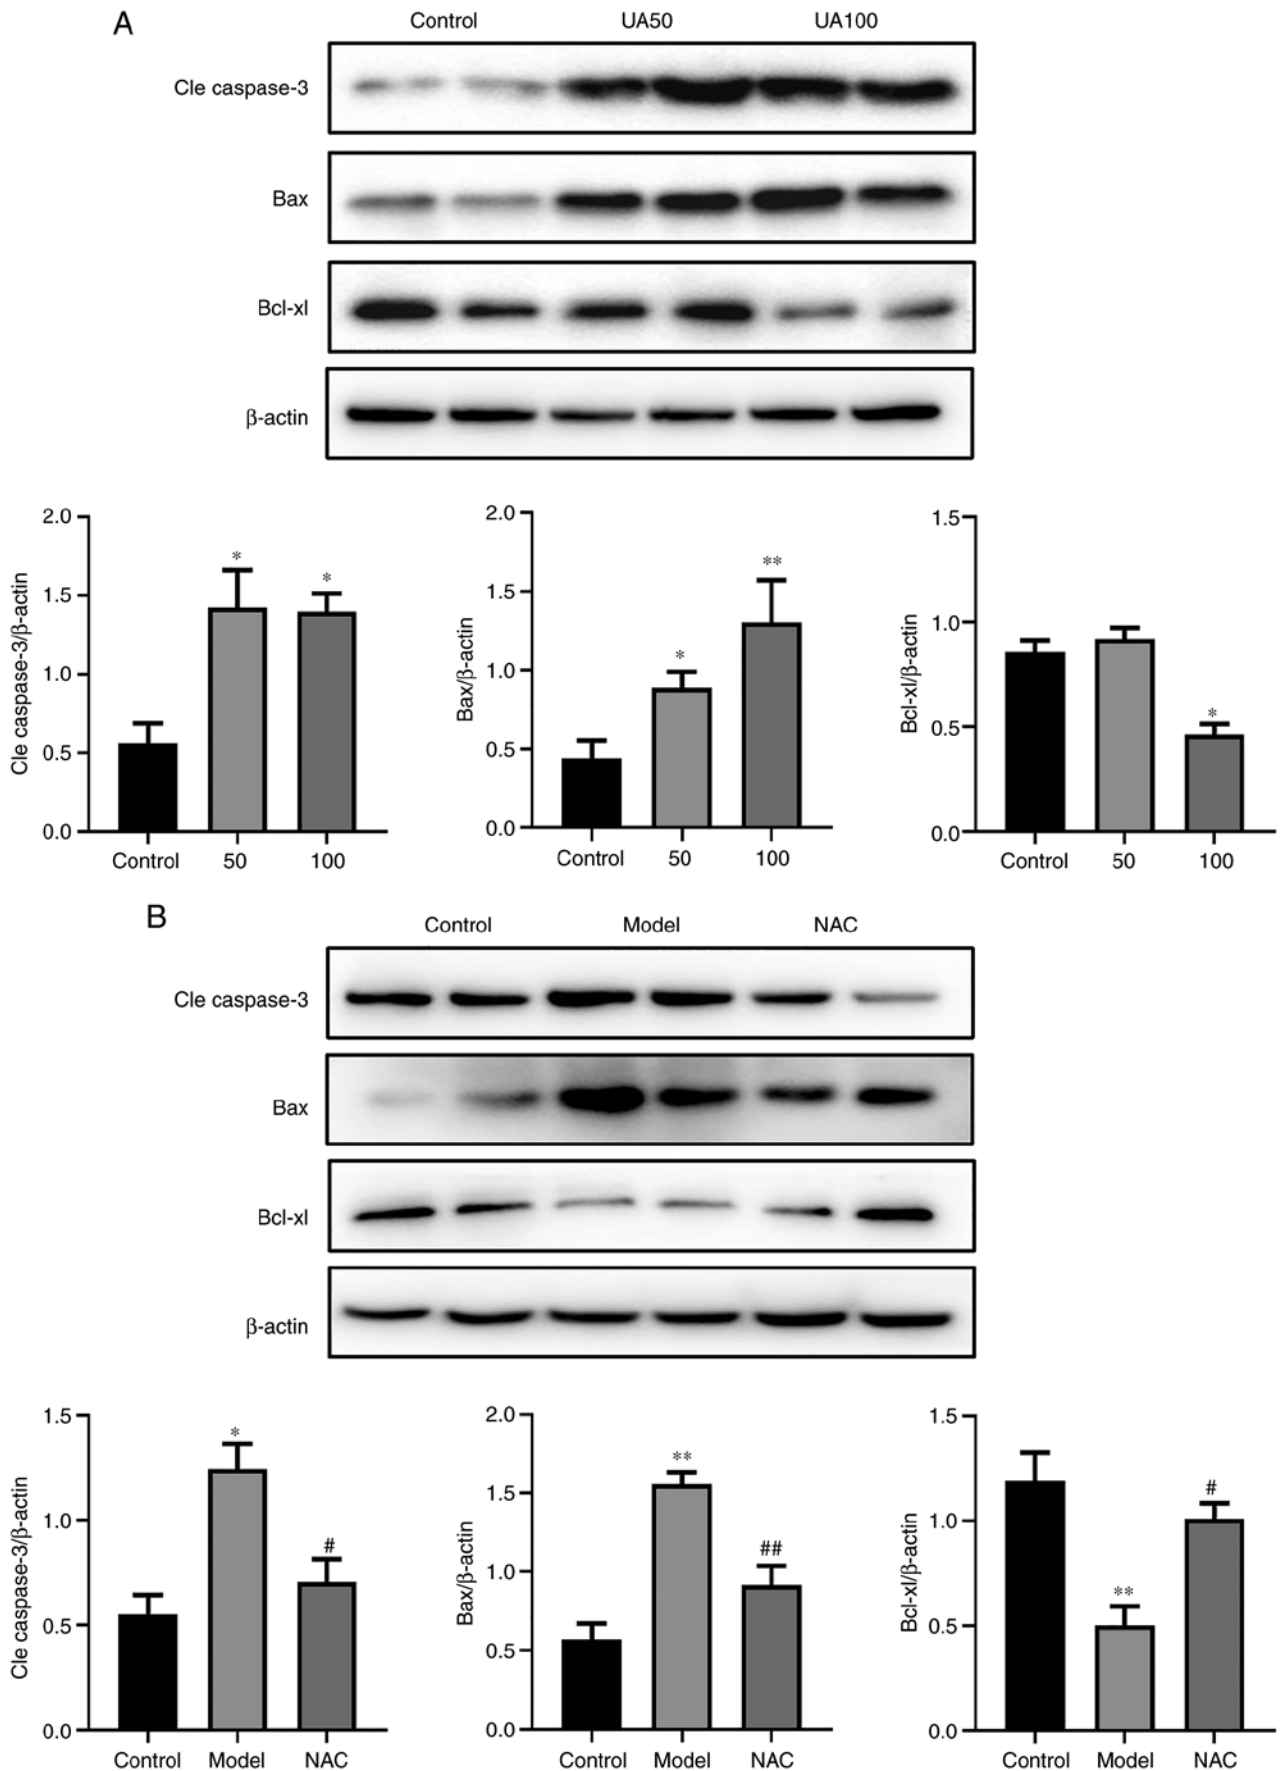 A
Control UA50 UA100
Cle caspase-3
Bax
Bcl-xl
β-actin
Cle caspase-3/β-actin
2.0
1.5
1.0
0.5
0.0
* *
Control 50 100
Bax/β-actin
2.0
1.5
1.0
0.5
0.0
* **
Control 50 100
Bcl-xl/β-actin
1.5
1.0
0.5
0.0
*
Control 50 100
B
Control Model NAC
Cle caspase-3
Bax
Bcl-xl
β-actin
Cle caspase-3/β-actin
1.5
1.0
0.5
0.0
* #
Control Model NAC
Bax/β-actin
2.0
1.5
1.0
0.5
0.0
** ##
Control Model NAC
Bcl-xl/β-actin
1.5
1.0
0.5
0.0
** #
Control Model NAC